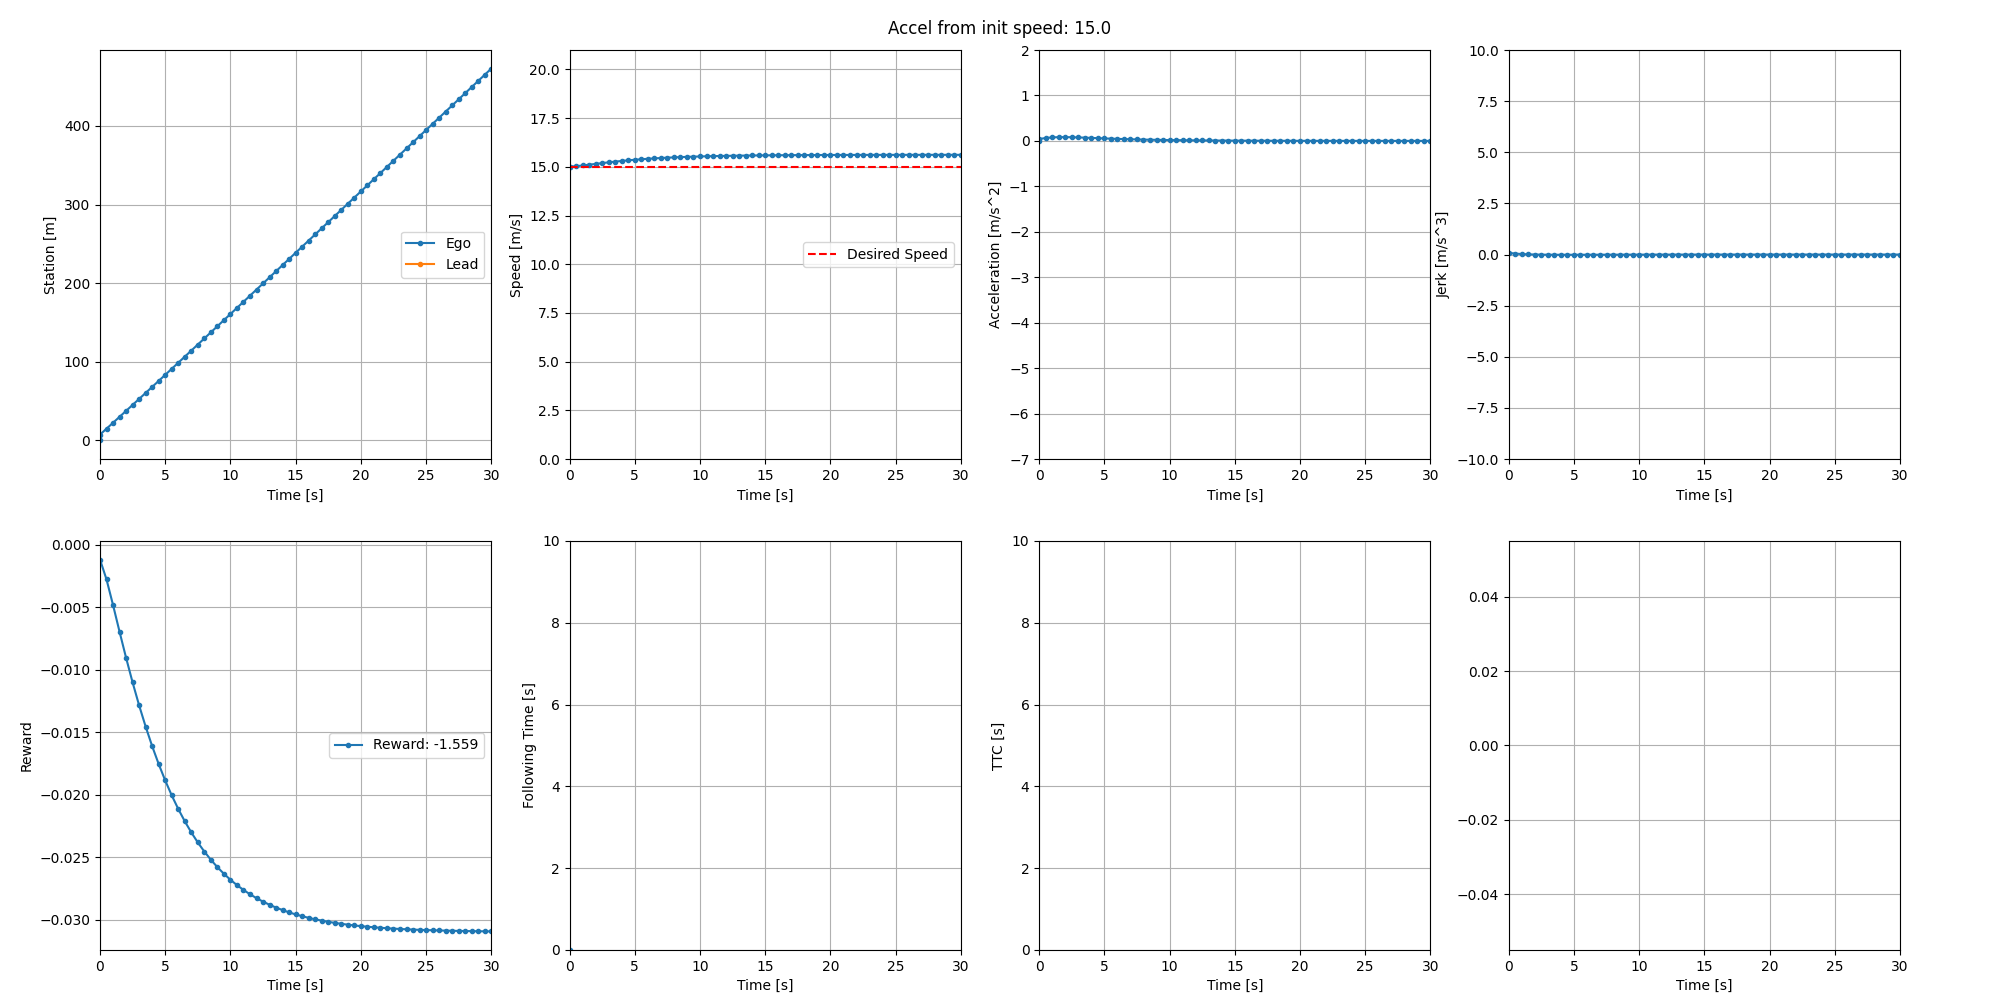 Accel from init speed: 15.0
400
300
200
100
0
Station [m]
Ego
Lead
0 5 10 15 20 25 30
Time [s]
20.0
17.5
15.0
12.5
10.0
7.5
5.0
2.5
0.0
Speed [m/s]
Desired Speed
0 5 10 15 20 25 30
Time [s]
2
1
0
−1
−2
−3
−4
−5
−6
−7
Acceleration [m/s^2]
0 5 10 15 20 25 30
Time [s]
10.0
7.5
5.0
2.5
0.0
−2.5
−5.0
−7.5
−10.0
Jerk [m/s^3]
0 5 10 15 20 25 30
Time [s]
0.000
−0.005
−0.010
−0.015
−0.020
−0.025
−0.030
Reward
Reward: -1.559
0 5 10 15 20 25 30
Time [s]
10
8
6
4
2
0
Following Time [s]
0 5 10 15 20 25 30
Time [s]
10
8
6
4
2
0
TTC [s]
0 5 10 15 20 25 30
Time [s]
0.04
0.02
0.00
−0.02
−0.04
0 5 10 15 20 25 30
Time [s]